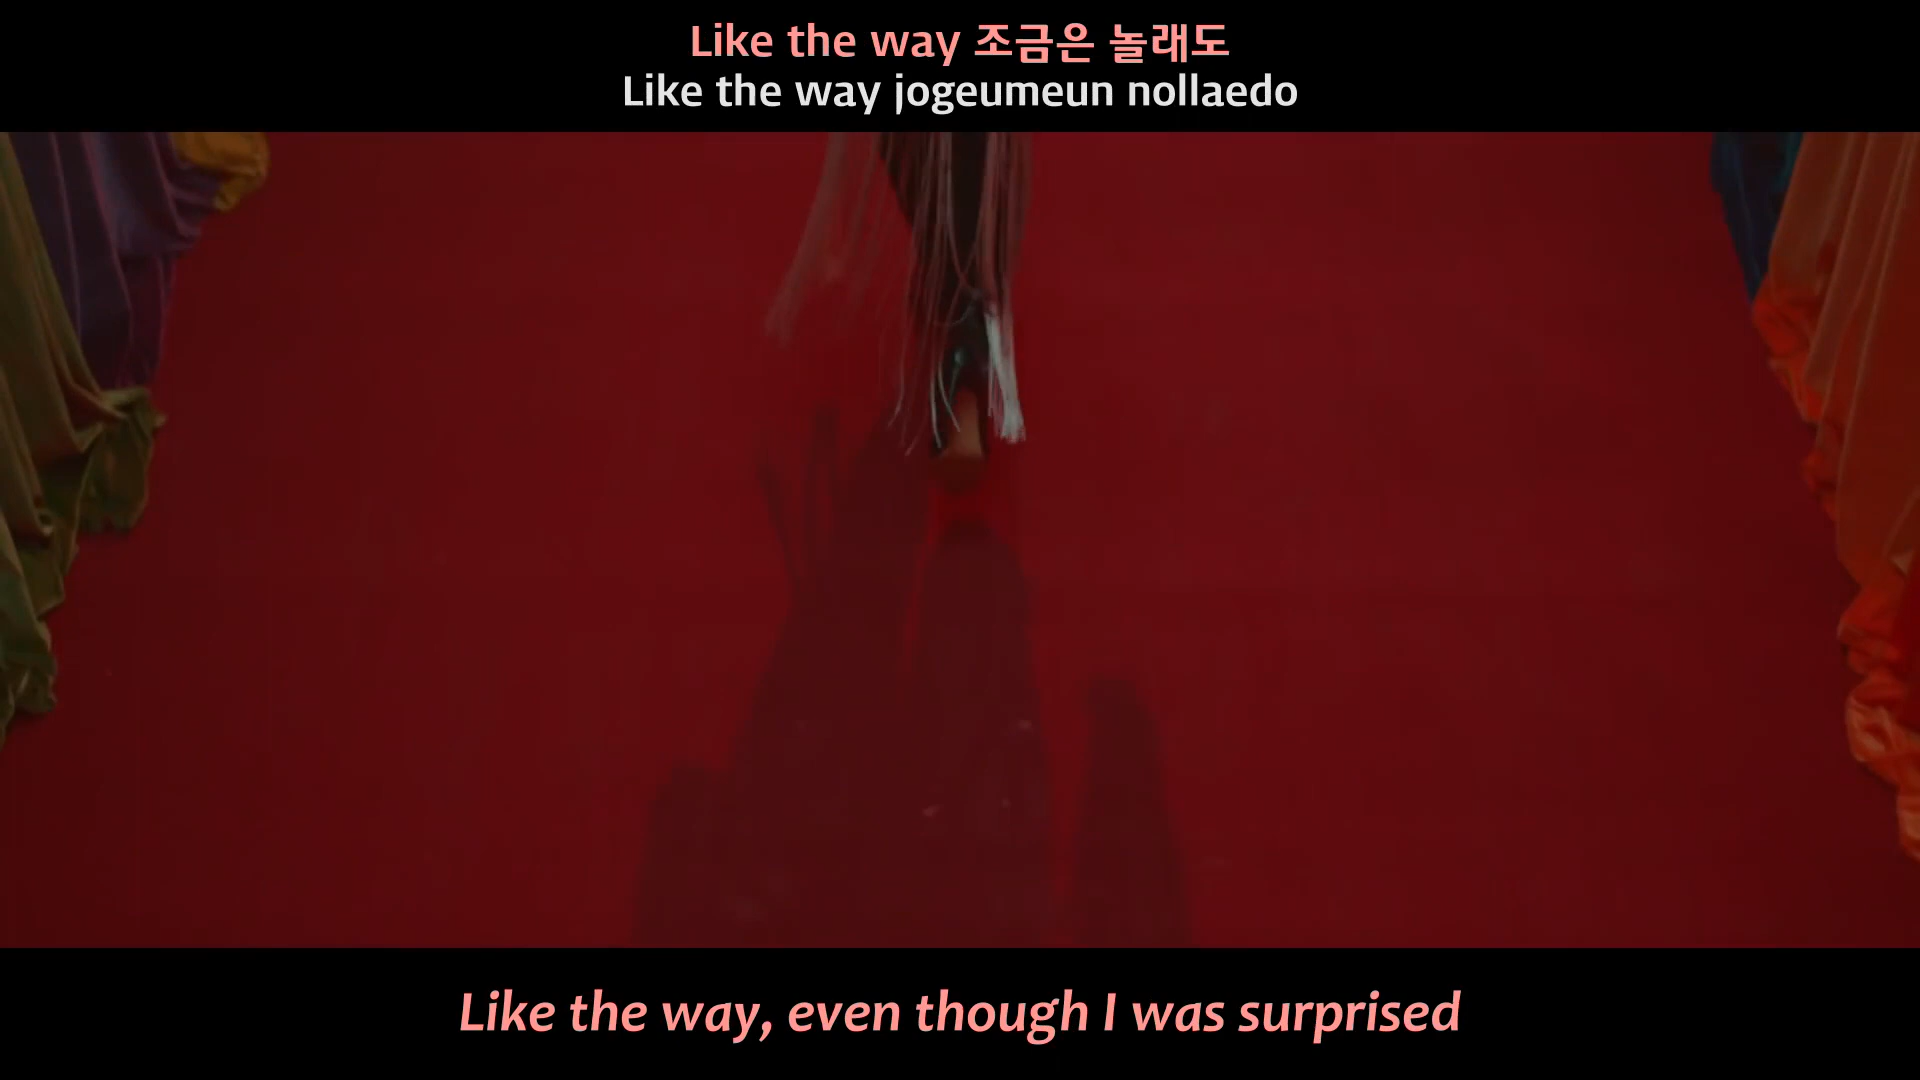 Like the way 조금은 놀래도
Like the way jogeumeun nollaedo
Like the way, even though I was surprised